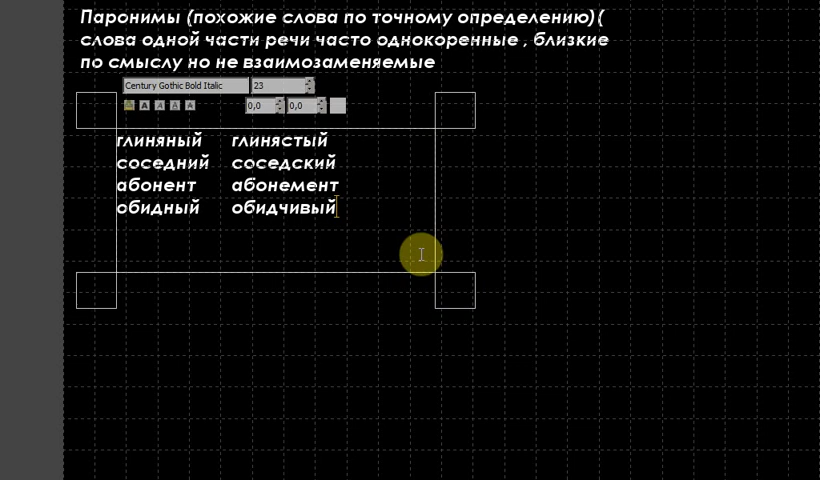 Паронимы (похожие слова по точному определению)(
слова одной части речи часто однокоренные , близкие
по смыслу но не взаимозаменяемые
Century Gothic Bold Italic 23
A A A A 0,0 0,0
глиняный глинястый
соседний соседский
абонент абонемент
обидный обидчивый